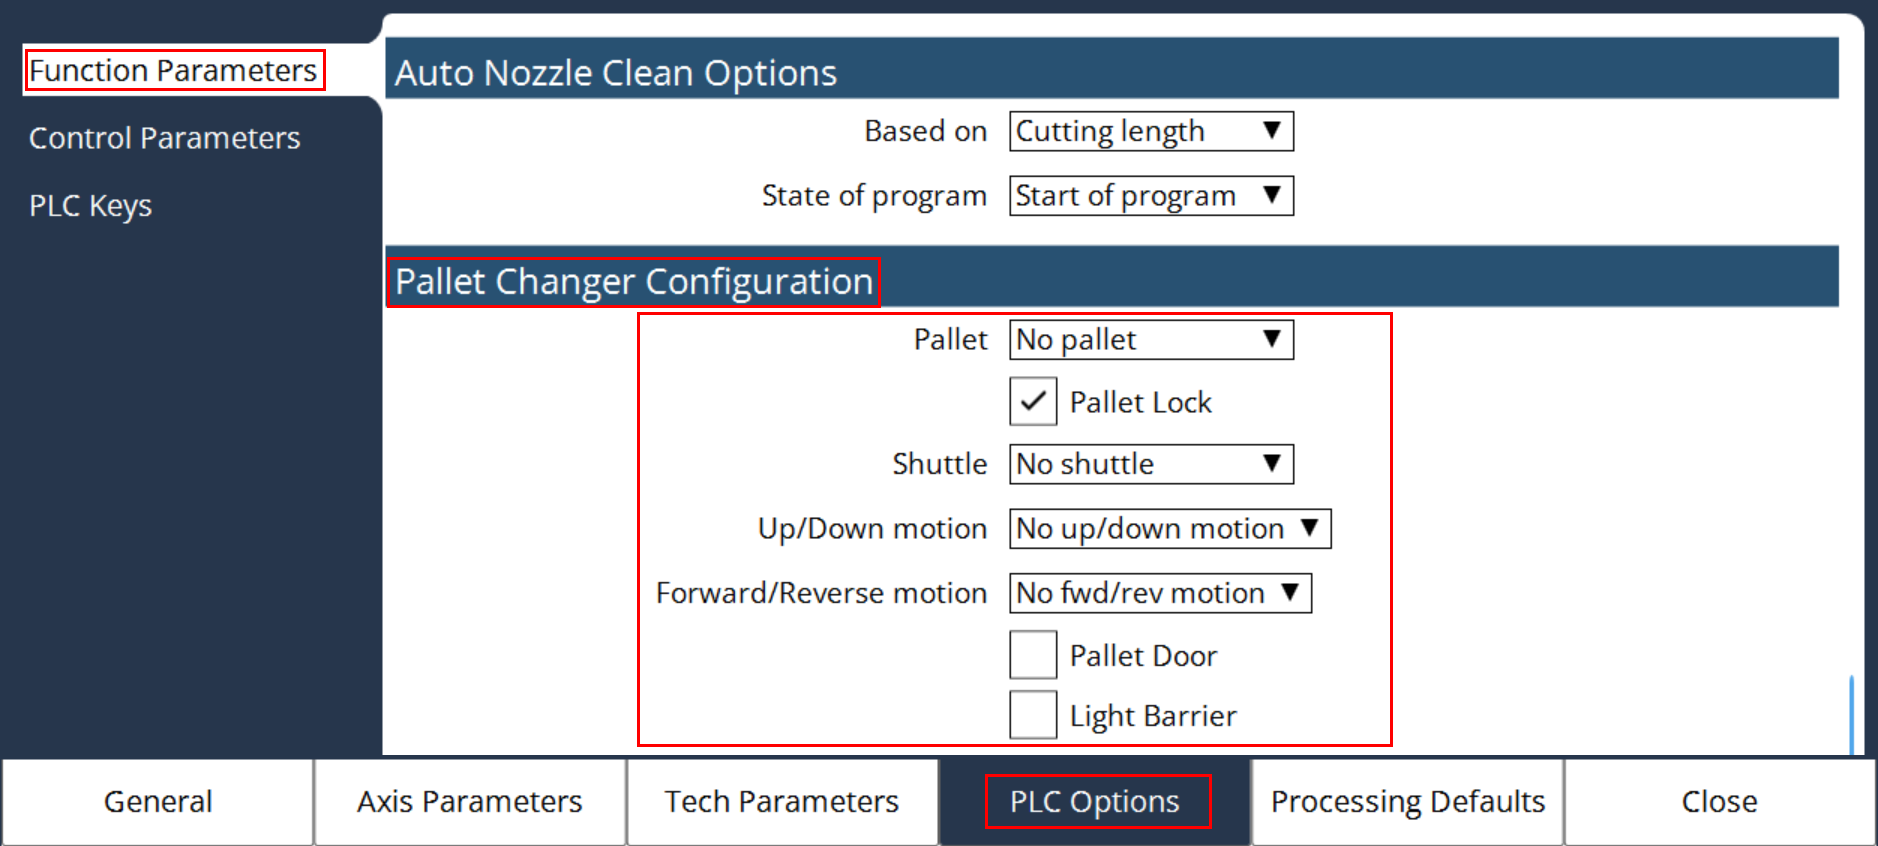 Function Parameters
Control Parameters
PLC Keys
Auto Nozzle Clean Options
Based on Cutting length
State of program Start of program
Pallet Changer Configuration
Pallet No pallet
Pallet Lock
Shuttle No shuttle
Up/Down motion No up/down motion
Forward/Reverse motion No fwd/rev motion
Pallet Door
Light Barrier
General Axis Parameters Tech Parameters PLC Options Processing Defaults Close